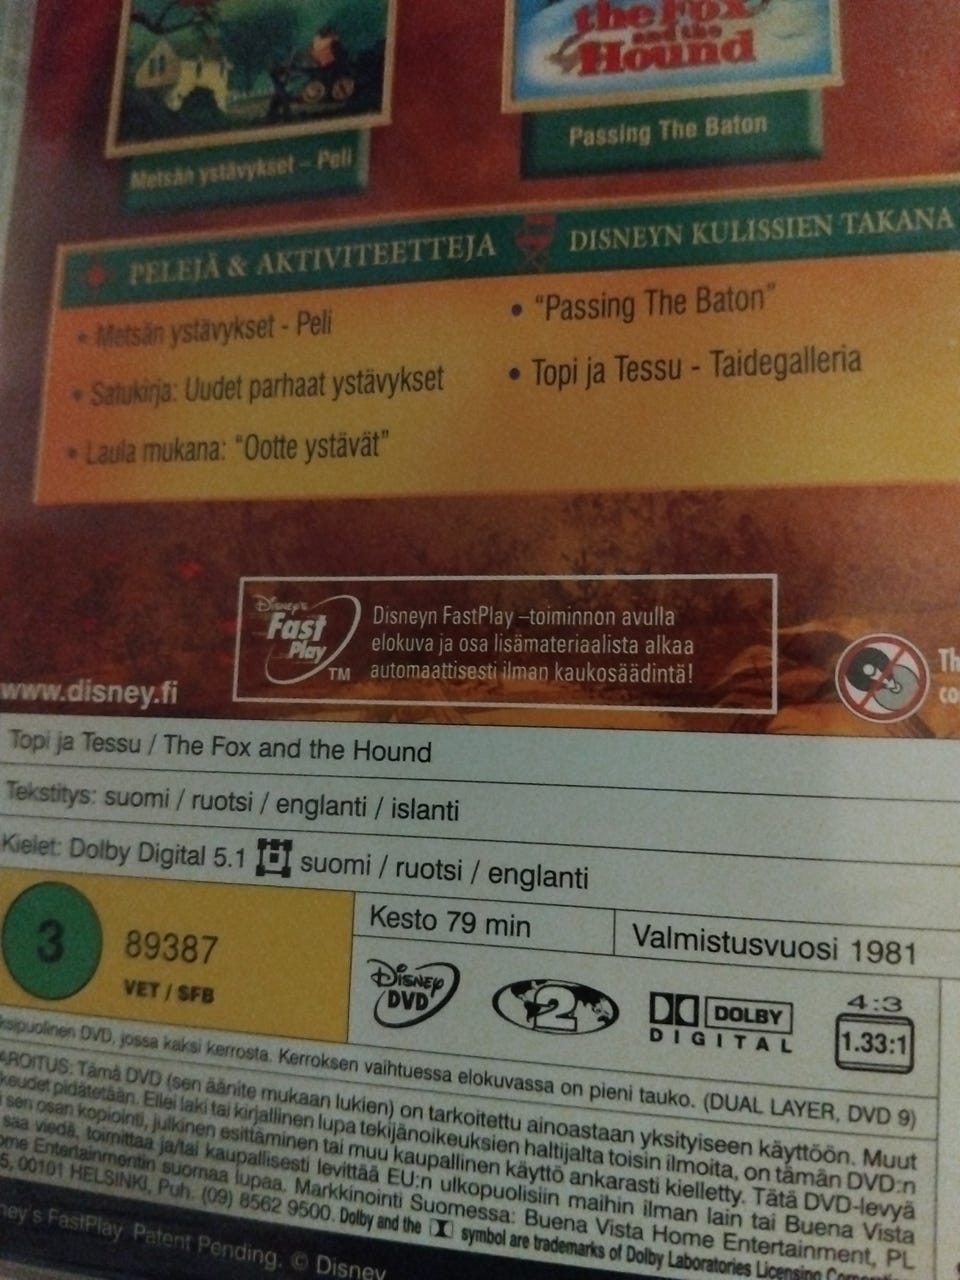 the Fox
and the
Hound
Metsän ystävykset – Peli
Passing The Baton
PELEJÄ & AKTIVITEETTEJA
DISNEYN KULISSIEN TAKANA
• Metsän ystävykset - Peli
• Satukirja: Uudet parhaat ystävykset
• Laula mukana: "Ootte ystävät"
• "Passing The Baton"
• Topi ja Tessu - Taidegalleria
Disney's
Fast
Play
TM
Disneyn FastPlay –toiminnon avulla
elokuva ja osa lisämateriaalista alkaa
automaattisesti ilman kaukosäädintä!
www.disney.fi
Topi ja Tessu / The Fox and the Hound
Tekstitys: suomi / ruotsi / englanti / islanti
Kielet: Dolby Digital 5.1 suomi / ruotsi / englanti
3
89387
VET / SFB
Kesto 79 min
Valmistusvuosi 1981
DISNEY
DVD
2
DOLBY
DIGITAL
4:3
1.33:1
DVD, jossa kaksi kerrosta. Kerroksen vaihtuessa elokuvassa on pieni tauko. (DUAL LAYER, DVD 9)
AROITUS: Tämä DVD (sen äänite mukaan lukien) on tarkoitettu ainoastaan yksityiseen käyttöön. Muut
keudet pidätetään. Ellei laki tai kirjallinen lupa tekijänoikeuksien haltijalta toisin ilmoita, on tämän DVD:n
sen osan kopiointi, julkinen esittäminen tai muu kaupallinen käyttö ankarasti kielletty. Tätä DVD-levyä
saa viedä, toimittaa ja/tai kaupallisesti levittää EU:n ulkopuolisiin maihin ilman lain tai Buena Vista
ome Entertainmentin suomaa lupaa. Markkinointi Suomessa: Buena Vista Home Entertainment, PL
5, 00101 HELSINKI, Puh. (09) 8562 9500. Dolby and the symbol are trademarks of Dolby Laboratories Licensing
ney's FastPlay Patent Pending. © Disney